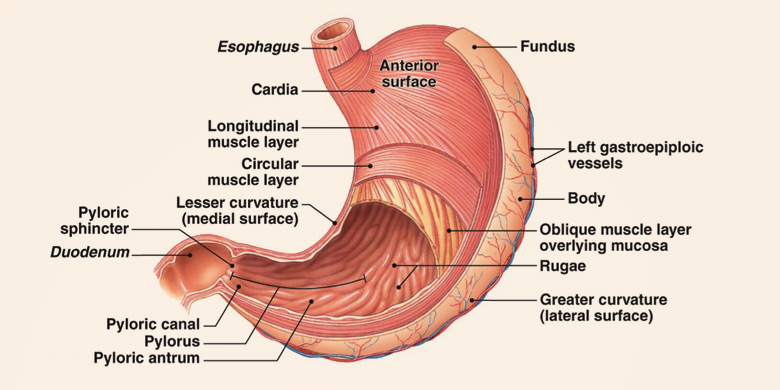 Esophagus
Fundus
Anterior
surface
Cardia
Longitudinal
muscle layer
Left gastroepiploic
vessels
Circular
muscle layer
Lesser curvature
(medial surface)
Body
Pyloric
sphincter
Oblique muscle layer
overlying mucosa
Duodenum
Rugae
Greater curvature
(lateral surface)
Pyloric canal
Pylorus
Pyloric antrum